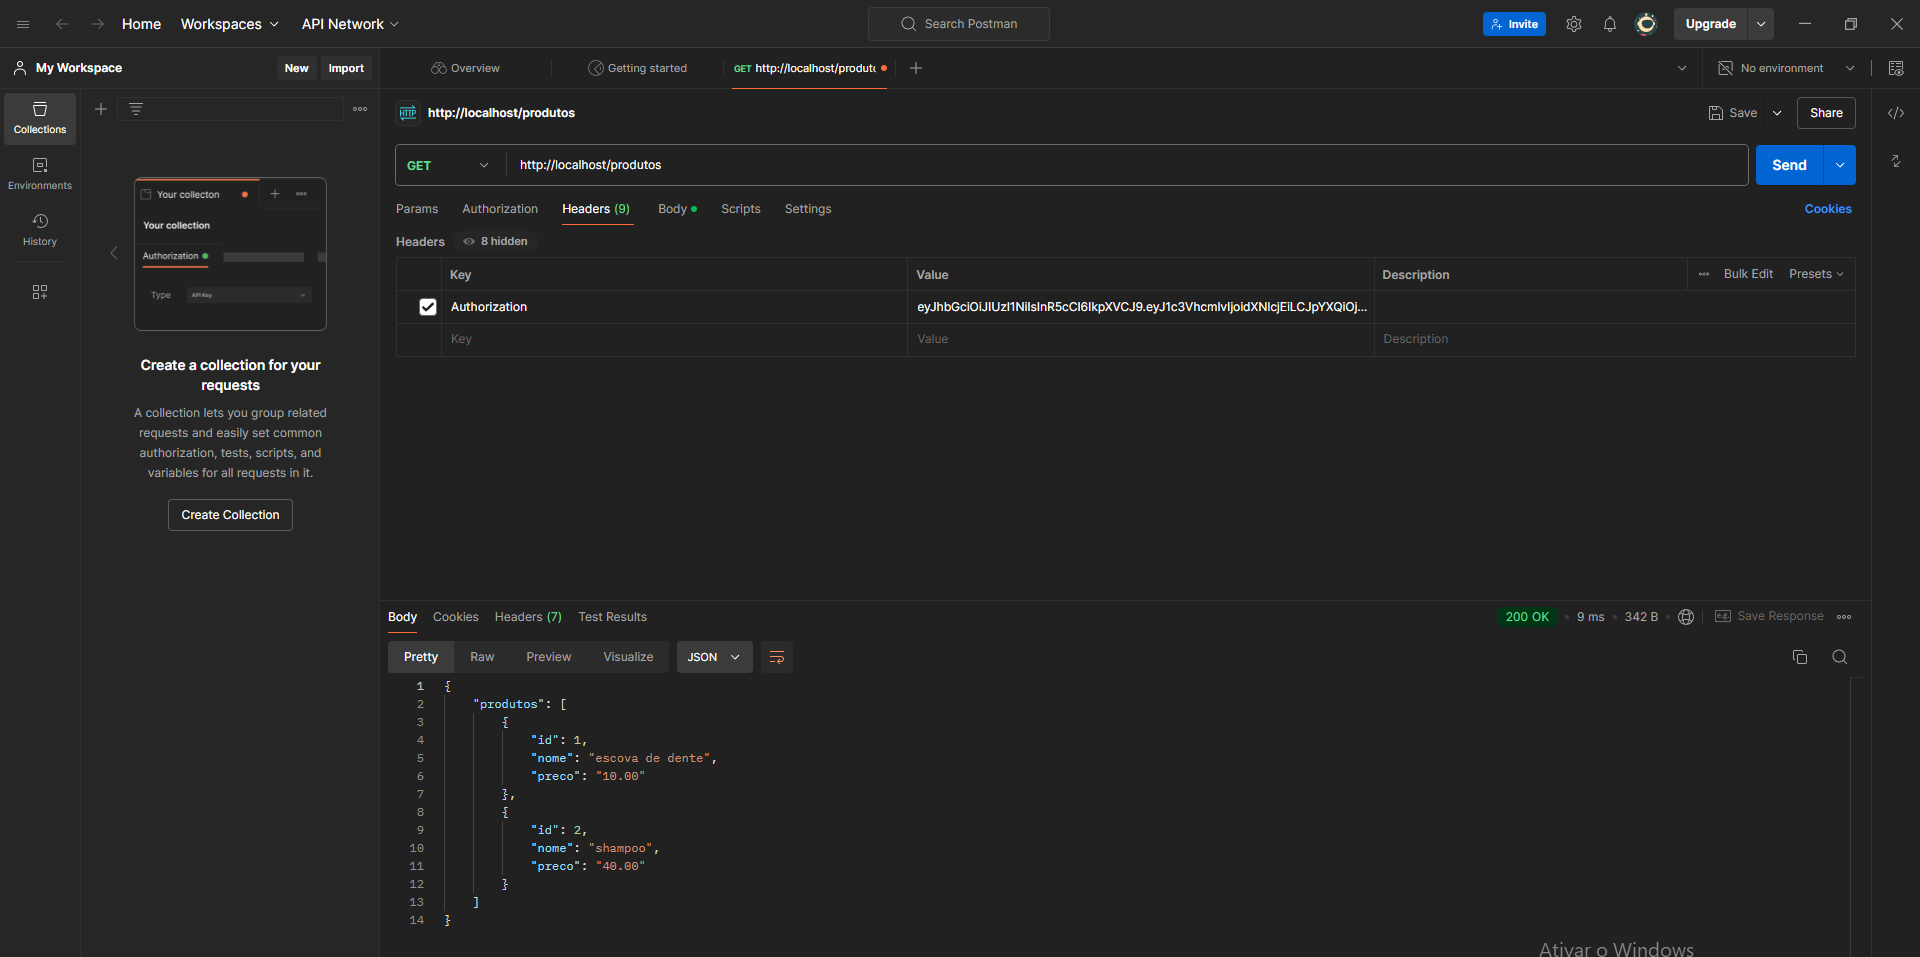 Home Workspaces API Network Search Postman Invite Upgrade
My Workspace New Import Overview Getting started GET http://localhost/produt No environment
Collections
Environments
History
Your collecton
Your collection
Authorization
Type API Key
Create a collection for your
requests
A collection lets you group related
requests and easily set common
authorization, tests, scripts, and
variables for all requests in it.
Create Collection
HTTP http://localhost/produtos Save Share
GET http://localhost/produtos Send
Params Authorization Headers (9) Body Scripts Settings Cookies
Headers 8 hidden
Key Value Description Bulk Edit Presets
Authorization eyJhbGciOiJIUzI1NiIsInR5cCI6IkpXVCJ9.eyJ1c3VhcmlvIjoidXNlcjEiLCJpYXQiOj...
Key Value Description
Body Cookies Headers (7) Test Results 200 OK 9 ms 342 B e.g. Save Response
Pretty Raw Preview Visualize JSON
1 {
2 "produtos": [
3 {
4 "id": 1,
5 "nome": "escova de dente",
6 "preco": "10.00"
7 },
8 {
9 "id": 2,
10 "nome": "shampoo",
11 "preco": "40.00"
12 }
13 ]
14 }
Ativar o Windows